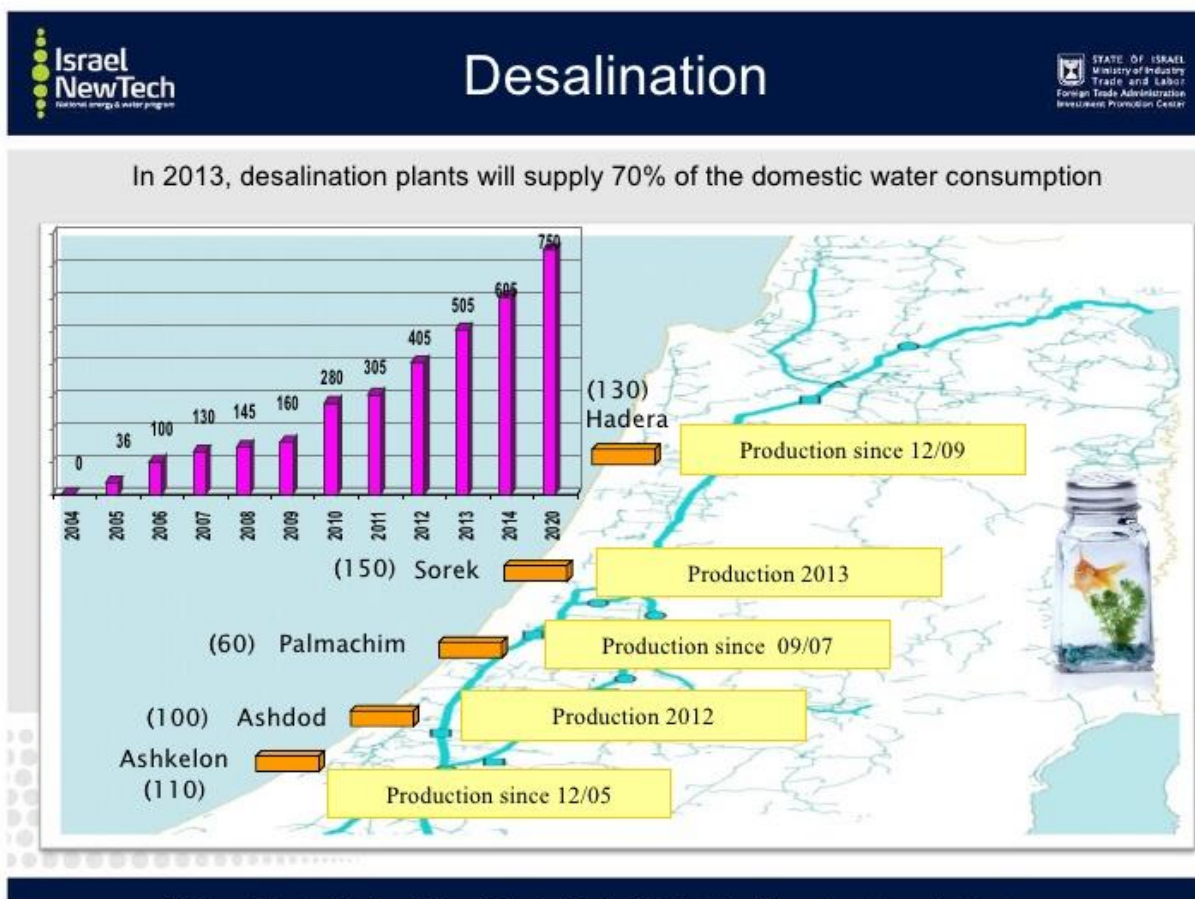 Israel
NewTech
National energy & water program
Desalination
STATE OF ISRAEL
Ministry of Industry
Trade and Labor
Foreign Trade Administration
Investment Promotion Center
In 2013, desalination plants will supply 70% of the domestic water consumption
0
36
100
130
145
160
280
305
405
505
605
750
2004
2005
2006
2007
2008
2009
2010
2011
2012
2013
2014
2020
(130)
Hadera
Production since 12/09
(150) Sorek
Production 2013
(60) Palmachim
Production since 09/07
(100) Ashdod
Production 2012
Ashkelon
(110)
Production since 12/05